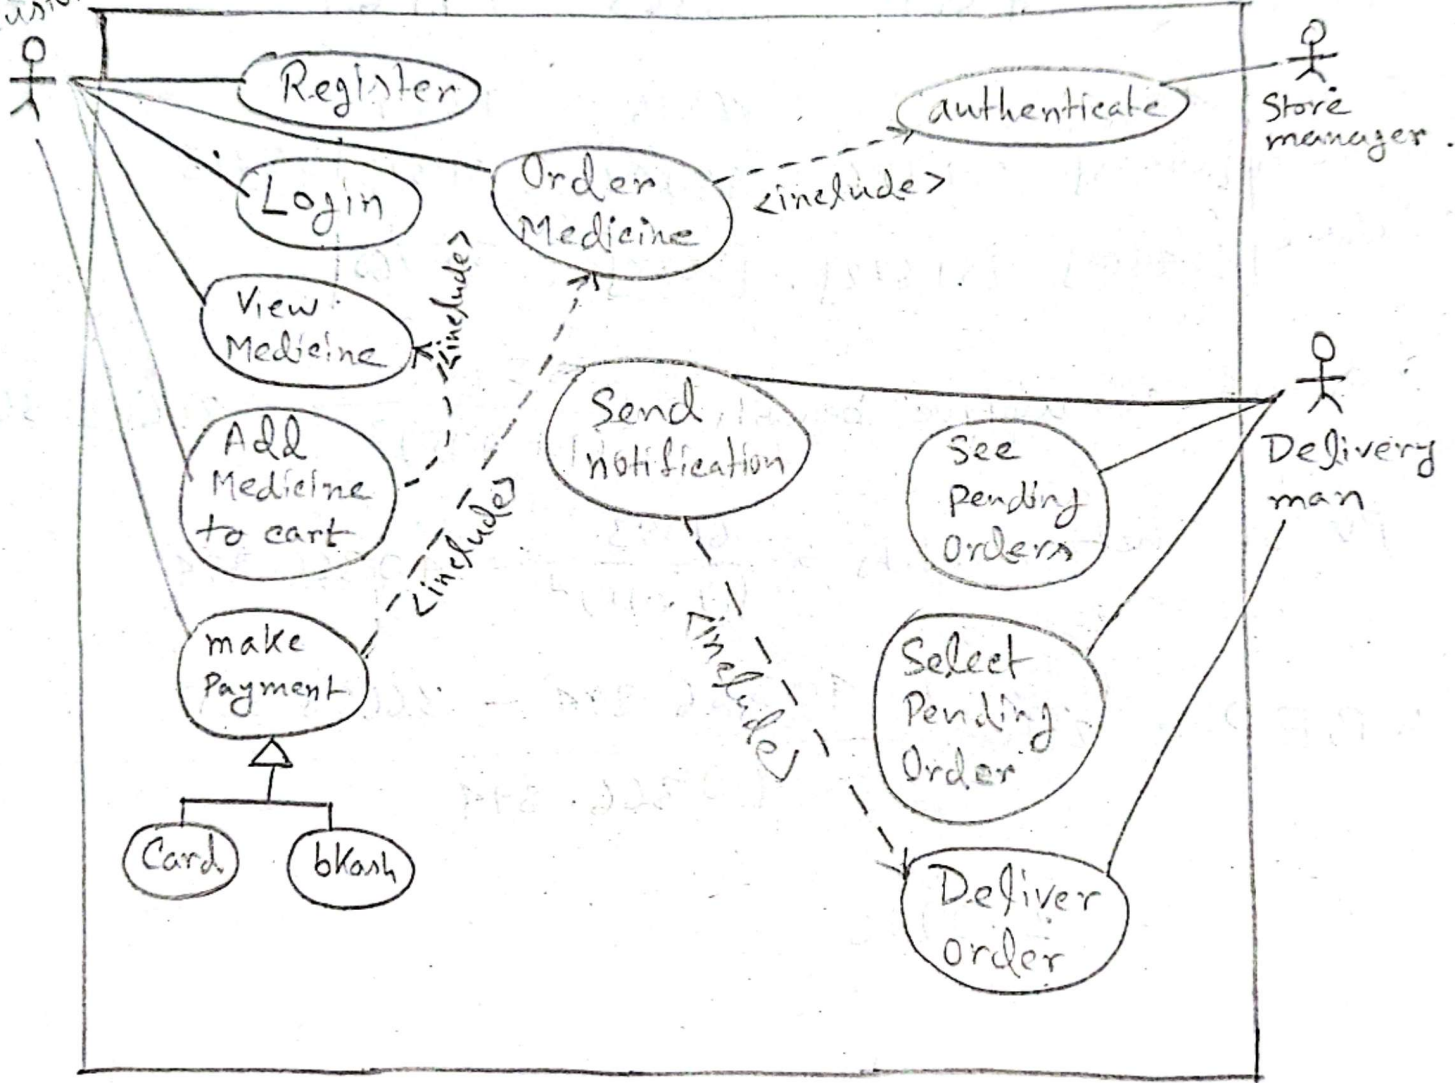 Register
authenticate
Store
manager.
Order
Medicine
<include>
Login
<include>
View
Medicine
Send
notification
Add
Medicine
to cart
<include>
See
pending
Orders
Delivery
man
make
Payment
<include>
Select
Pending
Order
Card
bKash
Deliver
order